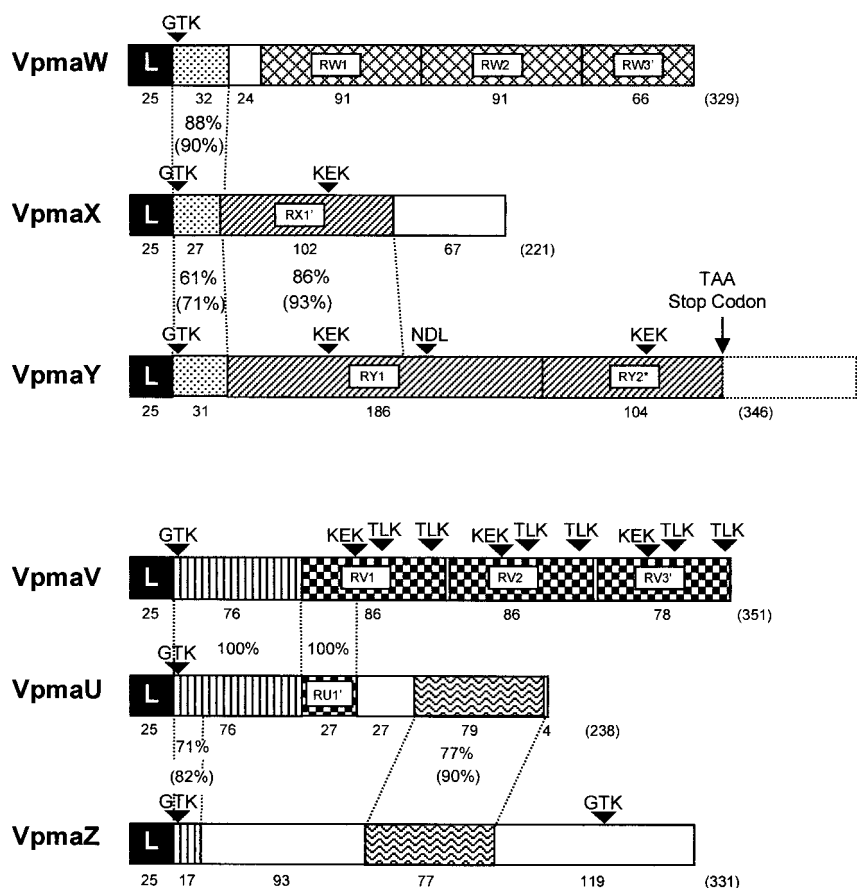 GTK
VpmaW L RW1 RW2 RW3'
25 32 24 91 91 66 (329)
88%
(90%)
GTK KEK
VpmaX L RX1'
25 27 102 67 (221)
61% 86%
(71%) (93%)
TAA
Stop Codon
GTK KEK NDL KEK
VpmaY L RY1 RY2*
25 31 186 104 (346)
GTK KEK TLK TLK KEK TLK TLK KEK TLK TLK
VpmaV L RV1 RV2 RV3'
25 76 86 86 78 (351)
100% 100%
GTK
VpmaU L RU1'
25 76 27 27 79 4 (238)
71% 77%
(82%) (90%)
GTK GTK
VpmaZ L
25 17 93 77 119 (331)